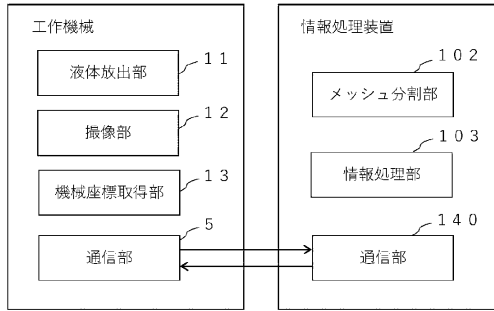 工作機械
液体放出部
11
撮像部
12
機械座標取得部
13
通信部
5
情報処理装置
メッシュ分割部
102
情報処理部
103
通信部
140